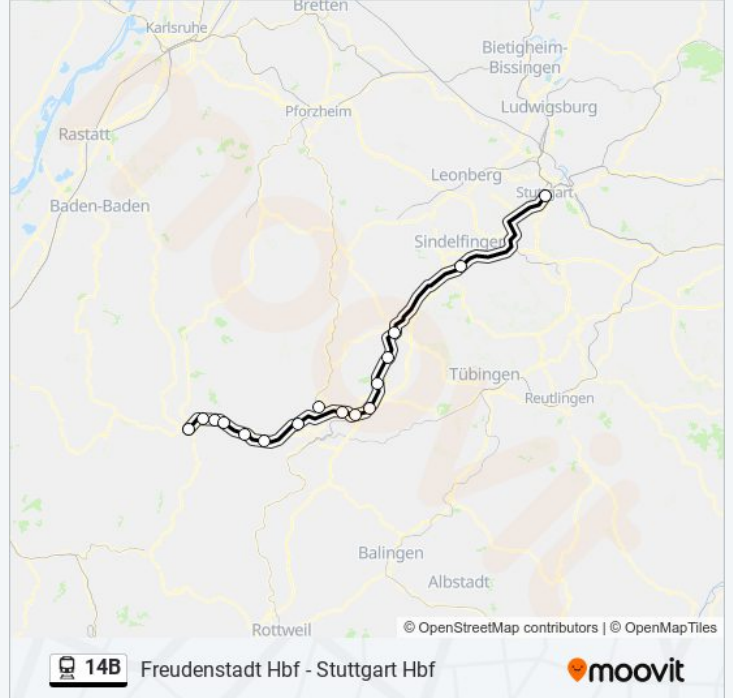 Bretten
Karlsruhe
Bietigheim-
Bissingen
Pforzheim
Ludwigsburg
Rastatt
Leonberg
Stuttgart
Baden-Baden
Sindelfingen
Tübingen
Reutlingen
Balingen
Albstadt
Rottweil
© OpenStreetMap contributors | © OpenMapTiles
14B Freudenstadt Hbf - Stuttgart Hbf
moovit
moovit